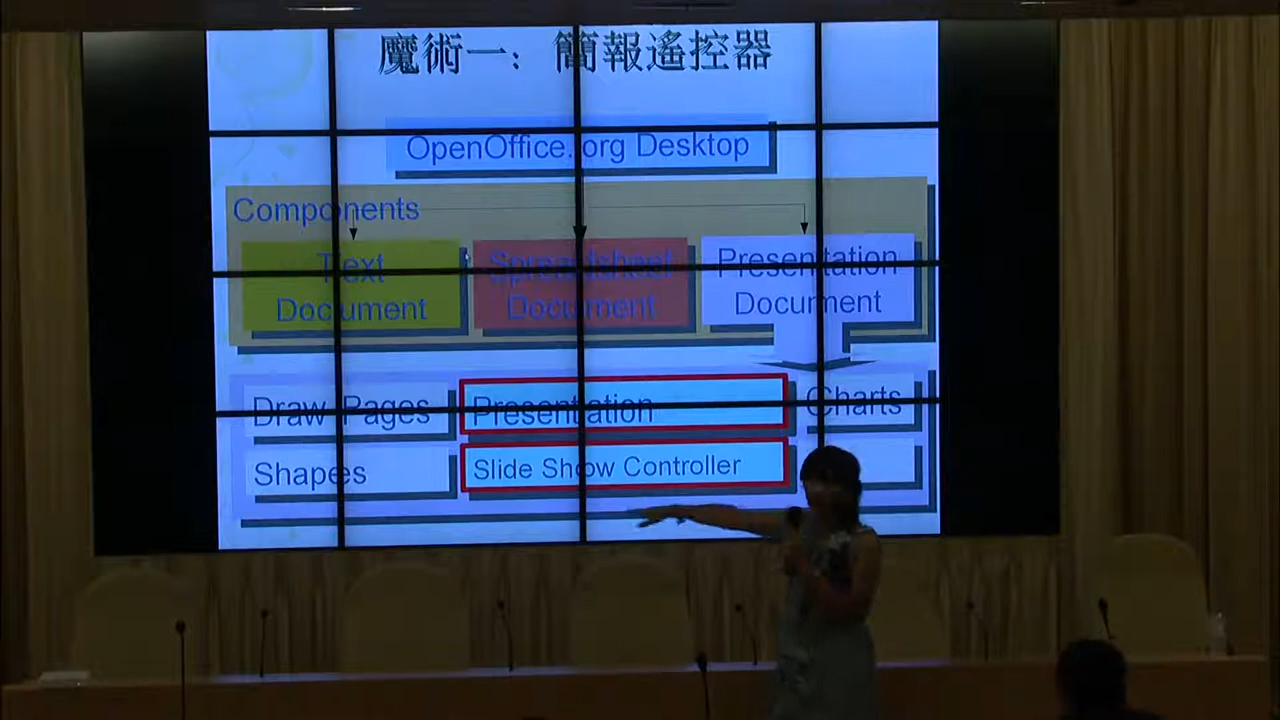 魔術一：簡報遙控器
OpenOffice.org Desktop
Components
Text
Document
Spreadsheet
Document
Presentation
Document
Draw Pages
Presentation
Charts
Shapes
Slide Show Controller